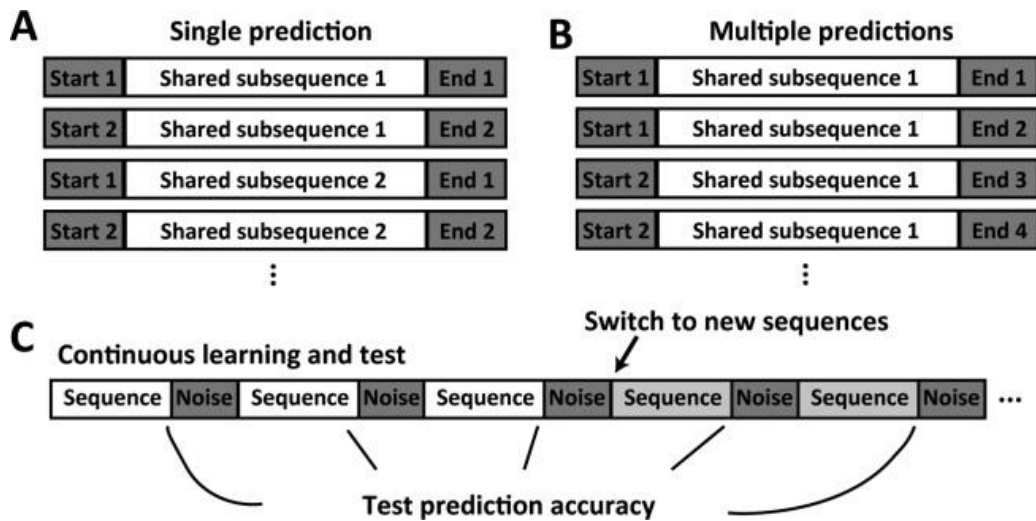 A
Single prediction
Start 1 Shared subsequence 1 End 1
Start 2 Shared subsequence 1 End 2
Start 1 Shared subsequence 2 End 1
Start 2 Shared subsequence 2 End 2
B
Multiple predictions
Start 1 Shared subsequence 1 End 1
Start 1 Shared subsequence 1 End 2
Start 2 Shared subsequence 1 End 3
Start 2 Shared subsequence 1 End 4
C
Switch to new sequences
Continuous learning and test
Sequence Noise Sequence Noise Sequence Noise Sequence Noise Sequence Noise ...
Test prediction accuracy